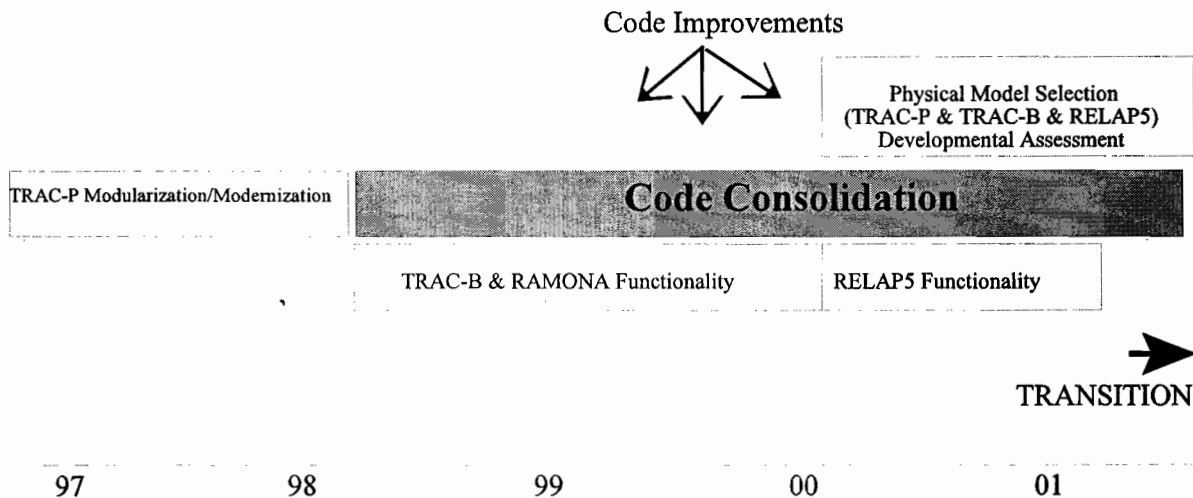 Code Improvements
Physical Model Selection
(TRAC-P & TRAC-B & RELAP5)
Developmental Assessment
TRAC-P Modularization/Modernization
Code Consolidation
TRAC-B & RAMONA Functionality
RELAP5 Functionality
TRANSITION
97 98 99 00 01